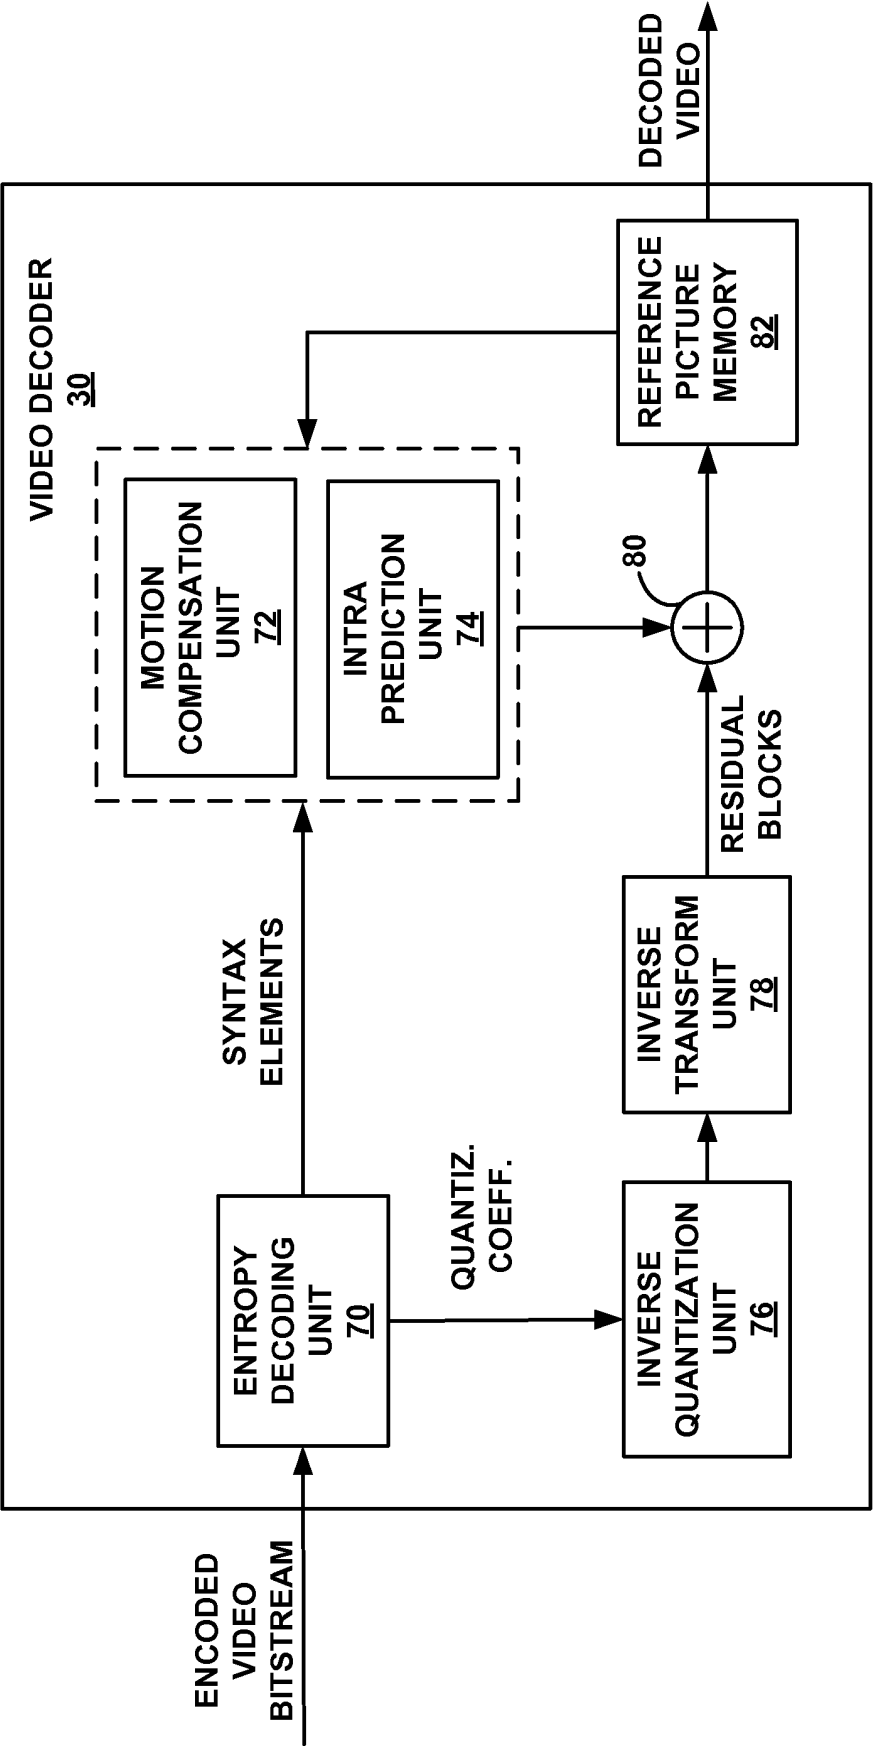 VIDEO DECODER
30
ENCODED
VIDEO
BITSTREAM
ENTROPY
DECODING
UNIT
70
SYNTAX
ELEMENTS
QUANTIZ.
COEFF.
MOTION
COMPENSATION
UNIT
72
INTRA
PREDICTION
UNIT
74
INVERSE
QUANTIZATION
UNIT
76
INVERSE
TRANSFORM
UNIT
78
RESIDUAL
BLOCKS
80
REFERENCE
PICTURE
MEMORY
82
DECODED
VIDEO